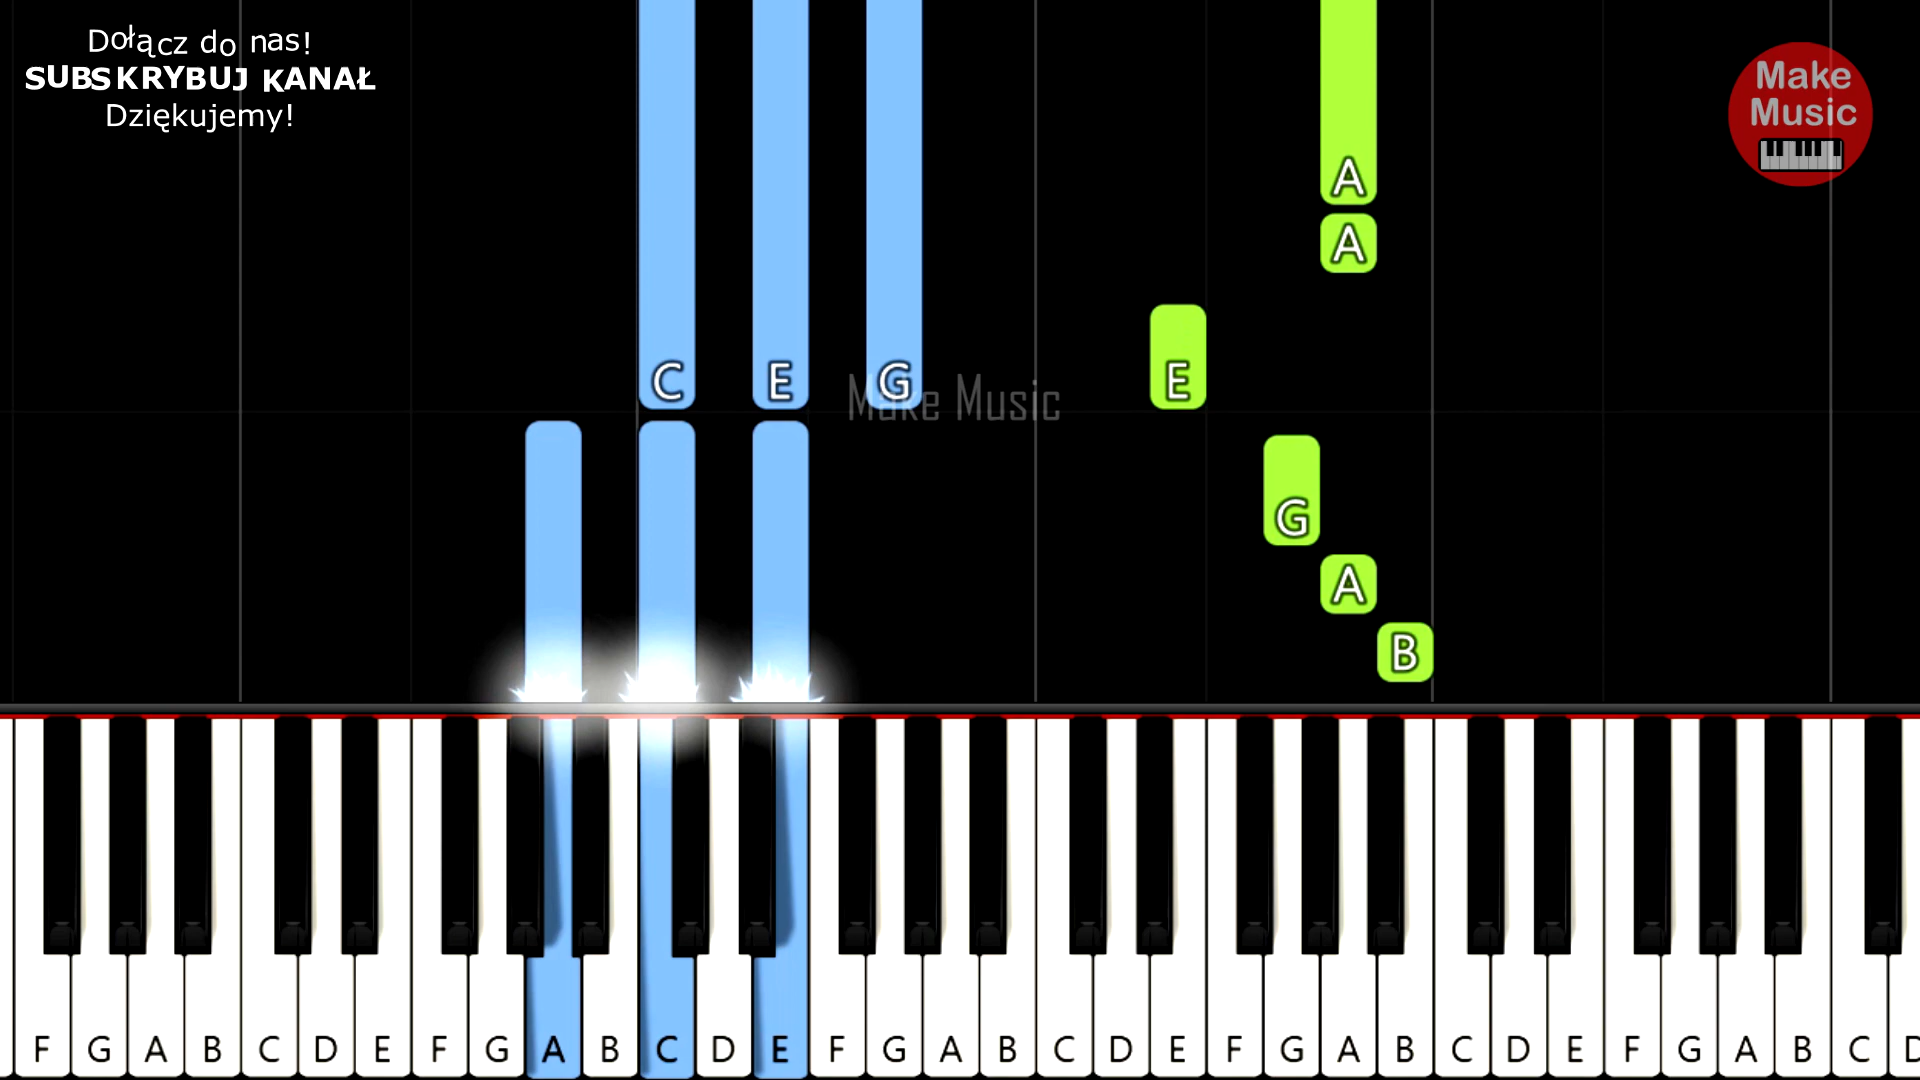 Dołącz do nas!
SUBSKRYBUJ KANAŁ
Dziękujemy!
Make
Music
A
A
E
C E G
Make Music
G
A
B
F G A B C D E F G A B C D E F G A B C D E F G A B C D E F G A B C D